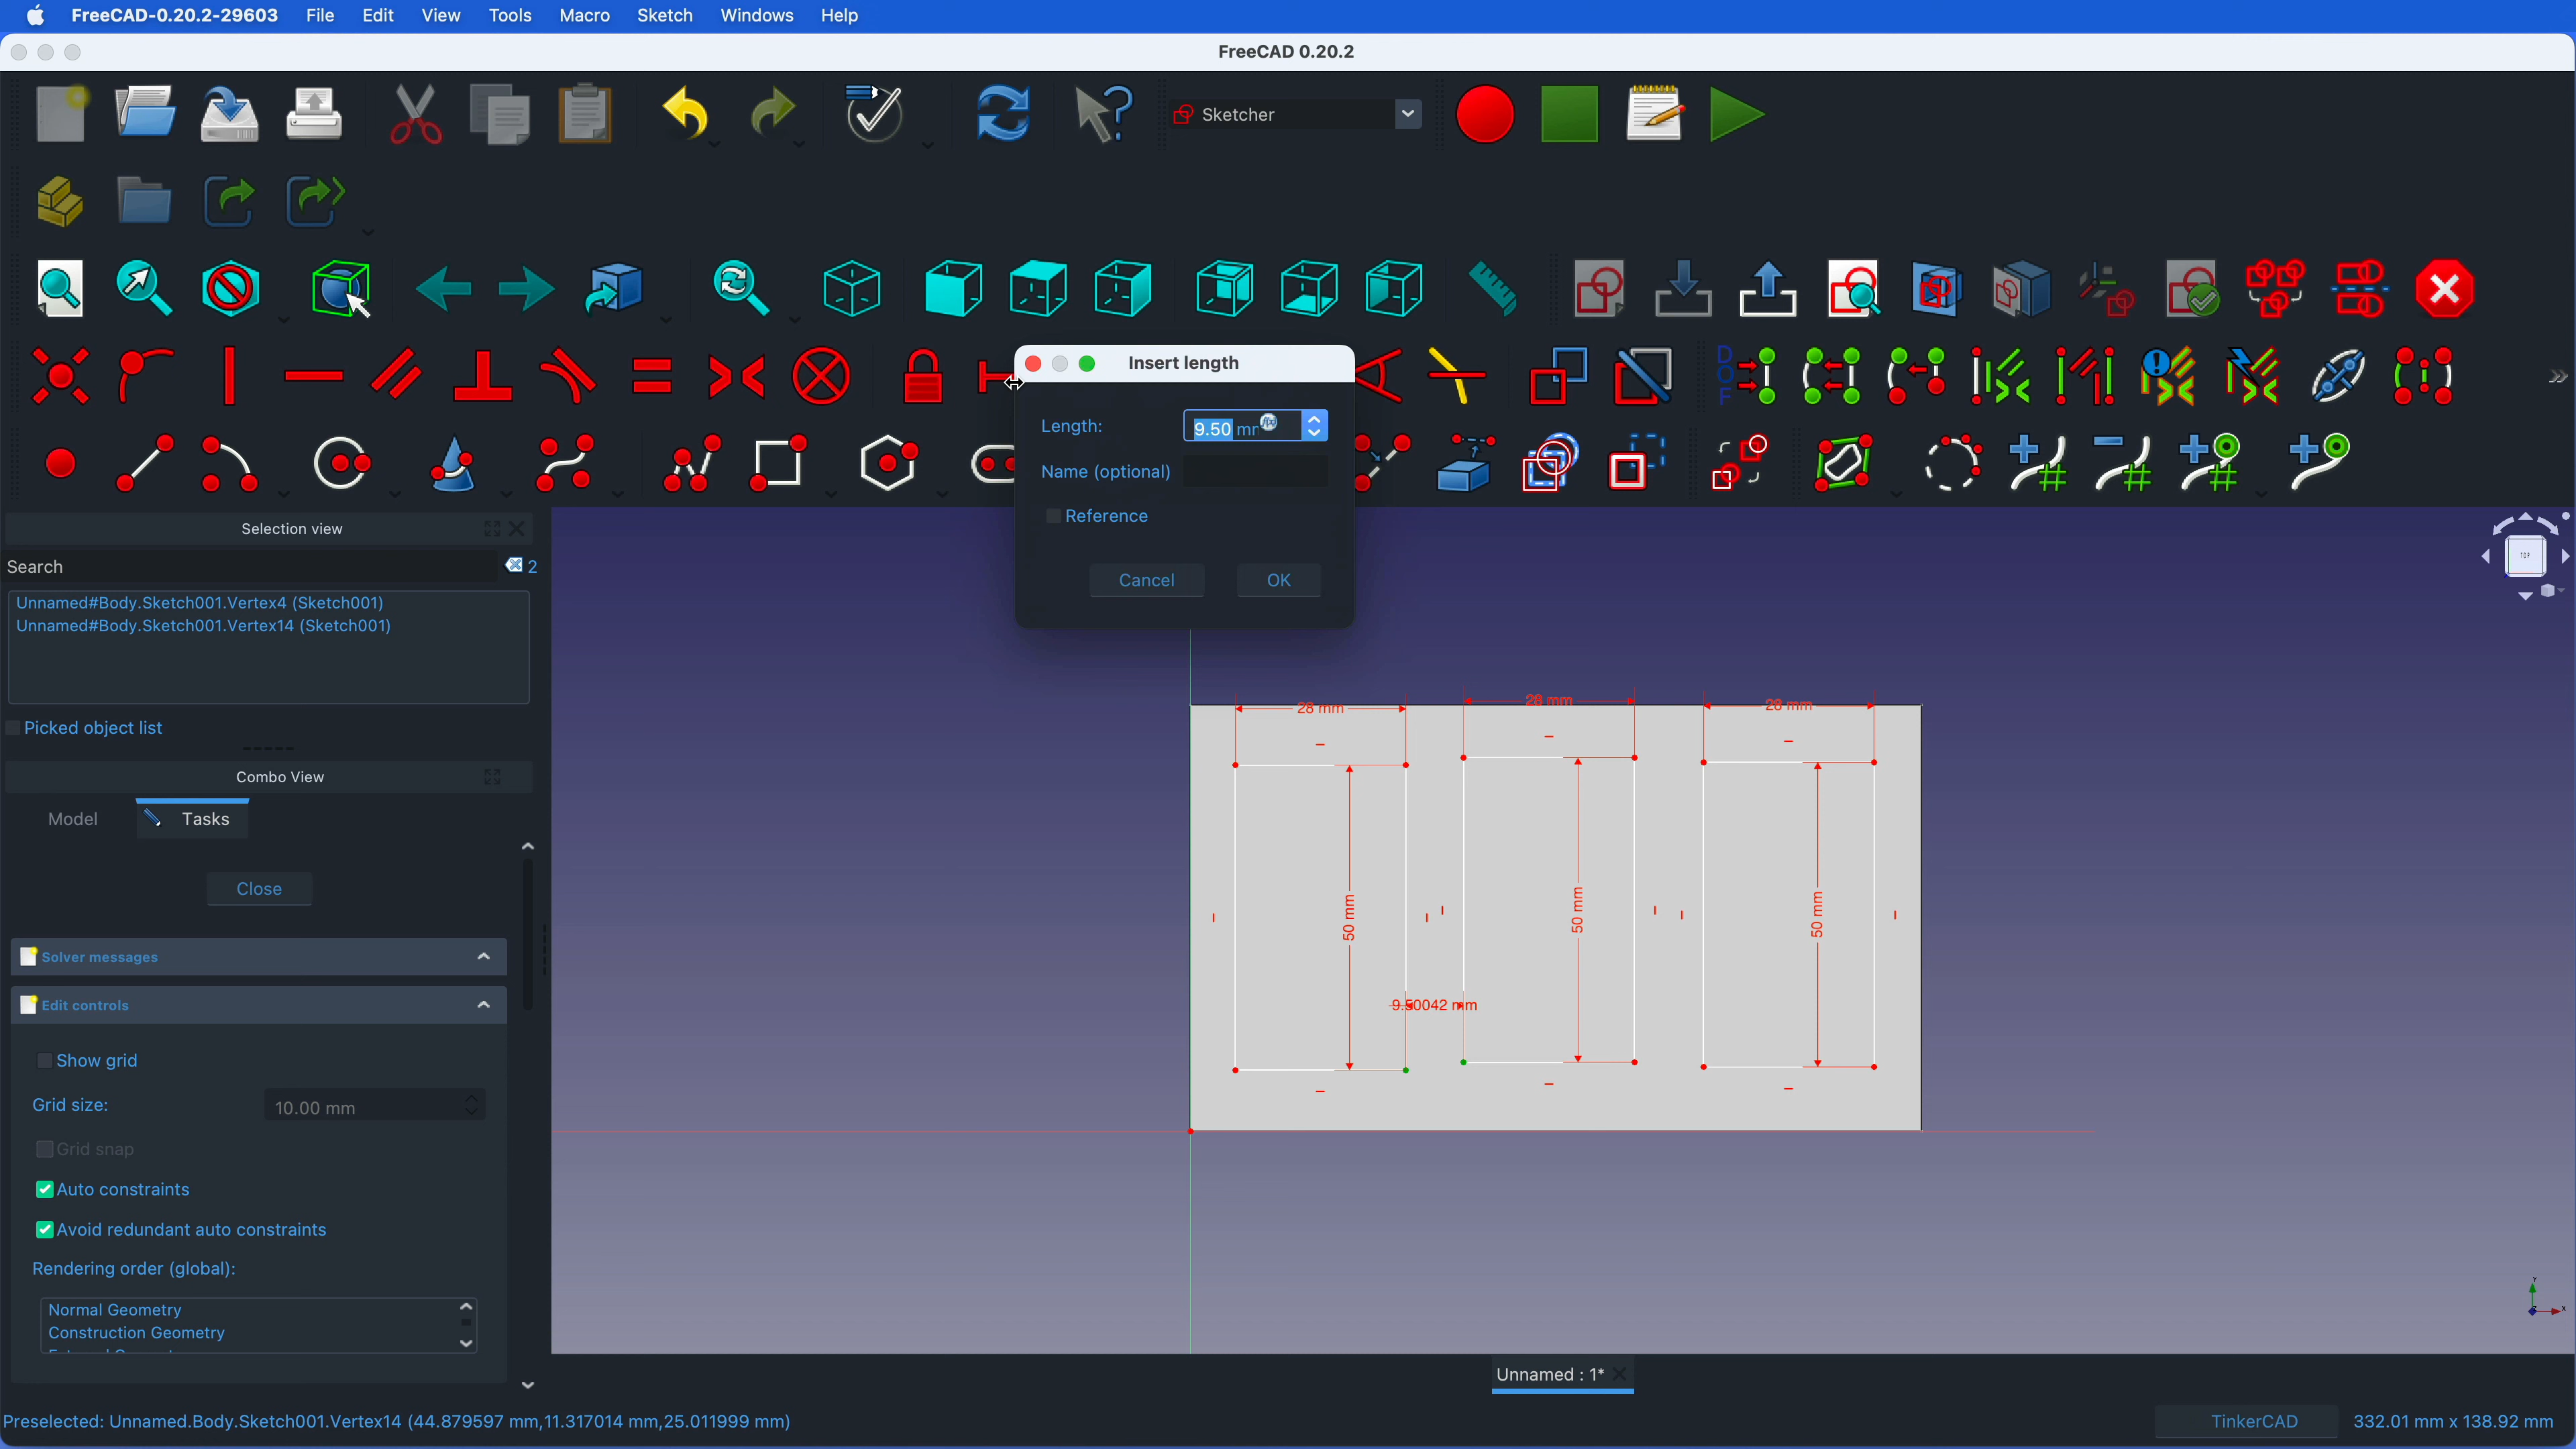 FreeCAD-0.20.2-29603 File Edit View Tools Macro Sketch Windows Help
FreeCAD 0.20.2
Sketcher
DOF
Insert length
Length: 9.50
Name (optional)
Reference
Cancel OK
Selection view
Search 2
Unnamed#Body.Sketch001.Vertex4 (Sketch001)
Unnamed#Body.Sketch001.Vertex14 (Sketch001)
Picked object list
Combo View
Model Tasks
Close
Solver messages
Edit controls
Show grid
Grid size: 10.00 mm
Grid snap
Auto constraints
Avoid redundant auto constraints
Rendering order (global):
Normal Geometry
Construction Geometry
TOP
28 mm 28 mm 28 mm
50 mm 50 mm 50 mm
9.50042 mm
Y
X
Unnamed : 1*
Preselected: Unnamed.Body.Sketch001.Vertex14 (44.879597 mm,11.317014 mm,25.011999 mm)
TinkerCAD 332.01 mm x 138.92 mm